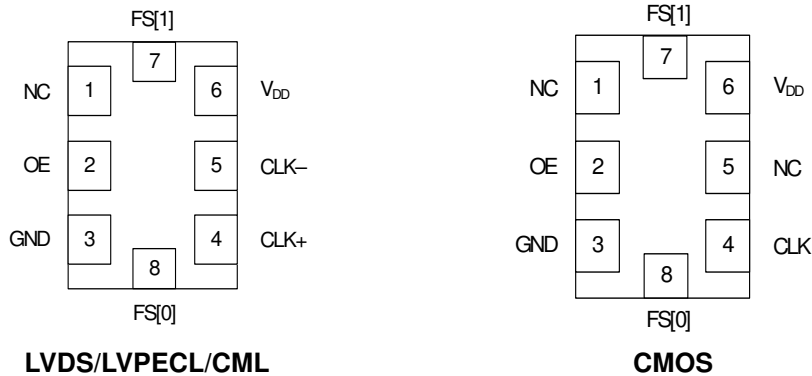 FS[1]
7
NC 1 6 VDD
OE 2 5 CLK–
GND 3 4 CLK+
8
FS[0]
LVDS/LVPECL/CML
FS[1]
7
NC 1 6 VDD
OE 2 5 NC
GND 3 4 CLK
8
FS[0]
CMOS